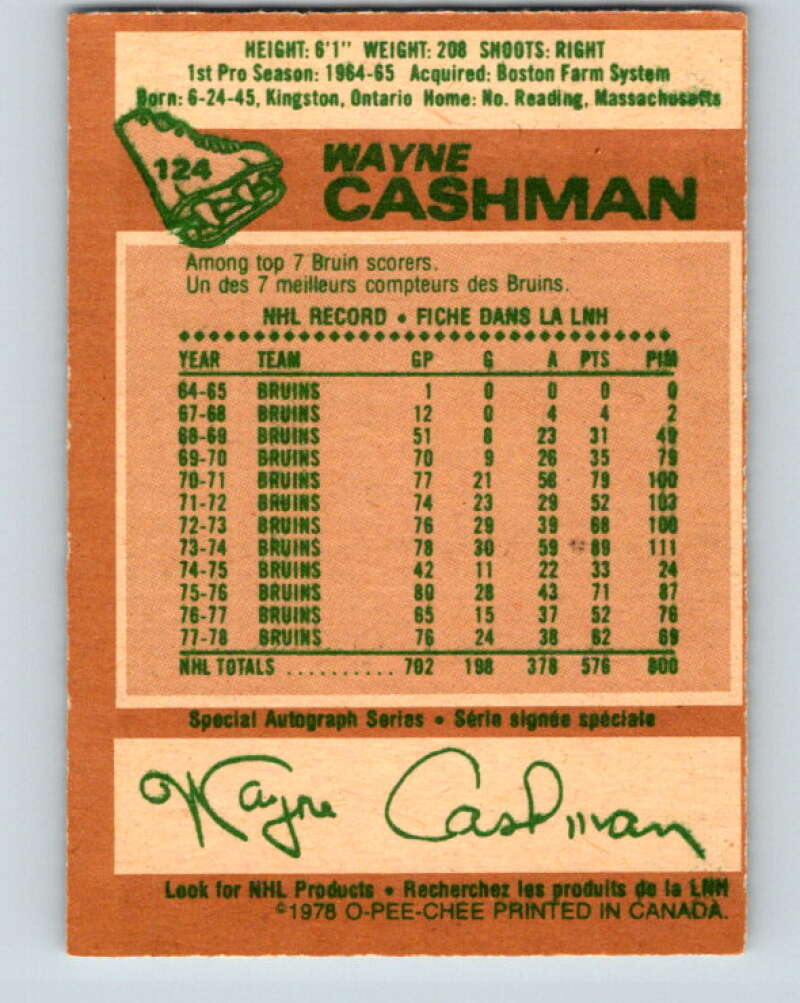 HEIGHT: 6'1" WEIGHT: 208 SHOOTS: RIGHT
1st Pro Season: 1964-65 Acquired: Boston Farm System
Born: 6-24-45, Kingston, Ontario Home: No. Reading, Massachusetts
124
WAYNE
CASHMAN
Among top 7 Bruin scorers.
Un des 7 meilleurs compteurs des Bruins.
NHL RECORD • FICHE DANS LA LNH
YEAR TEAM GP G A PTS PIM
64-65 BRUINS 1 0 0 0 0
67-68 BRUINS 12 0 4 4 2
68-69 BRUINS 51 8 23 31 49
69-70 BRUINS 70 9 26 35 79
70-71 BRUINS 77 21 58 79 100
71-72 BRUINS 74 23 29 52 103
72-73 BRUINS 76 29 39 68 100
73-74 BRUINS 78 30 59 89 111
74-75 BRUINS 42 11 22 33 24
75-76 BRUINS 80 28 43 71 87
76-77 BRUINS 65 15 37 52 76
77-78 BRUINS 76 24 38 62 69
NHL TOTALS .......... 702 198 378 576 800
Special Autograph Series • Série signée spéciale
Wayne Cashman
Look for NHL Products • Recherchez les produits de la LNH
©1978 O-PEE-CHEE PRINTED IN CANADA.